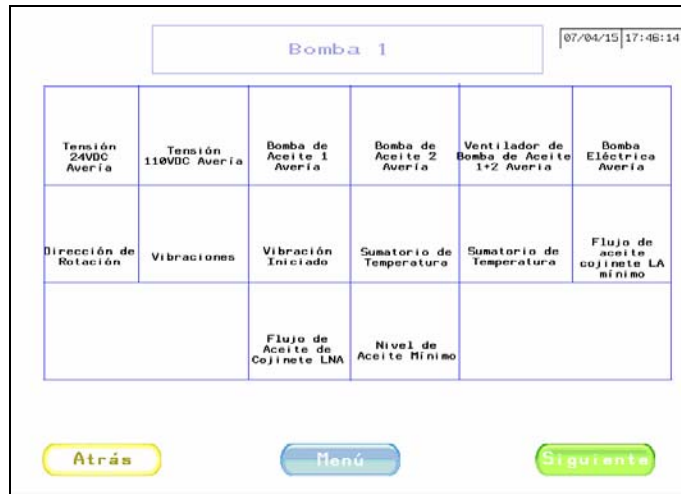 Bomba 1
07/04/15 17:46:14
Tensión
24VDC
Avería
Tensión
110VDC Avería
Bomba de
Aceite 1
Avería
Bomba de
Aceite 2
Avería
Ventilador de
Bomba de Aceite
1+2 Averia
Bomba
Eléctrica
Avería
Dirección de
Rotación
Vibraciones
Vibración
Iniciado
Sumatorio de
Temperatura
Sumatorio de
Temperatura
Flujo de
aceite
cojinete LA
mínimo
Flujo de
Aceite de
Cojinete LNA
Nivel de
Aceite Mínimo
Atrás
Menú
Siguiente